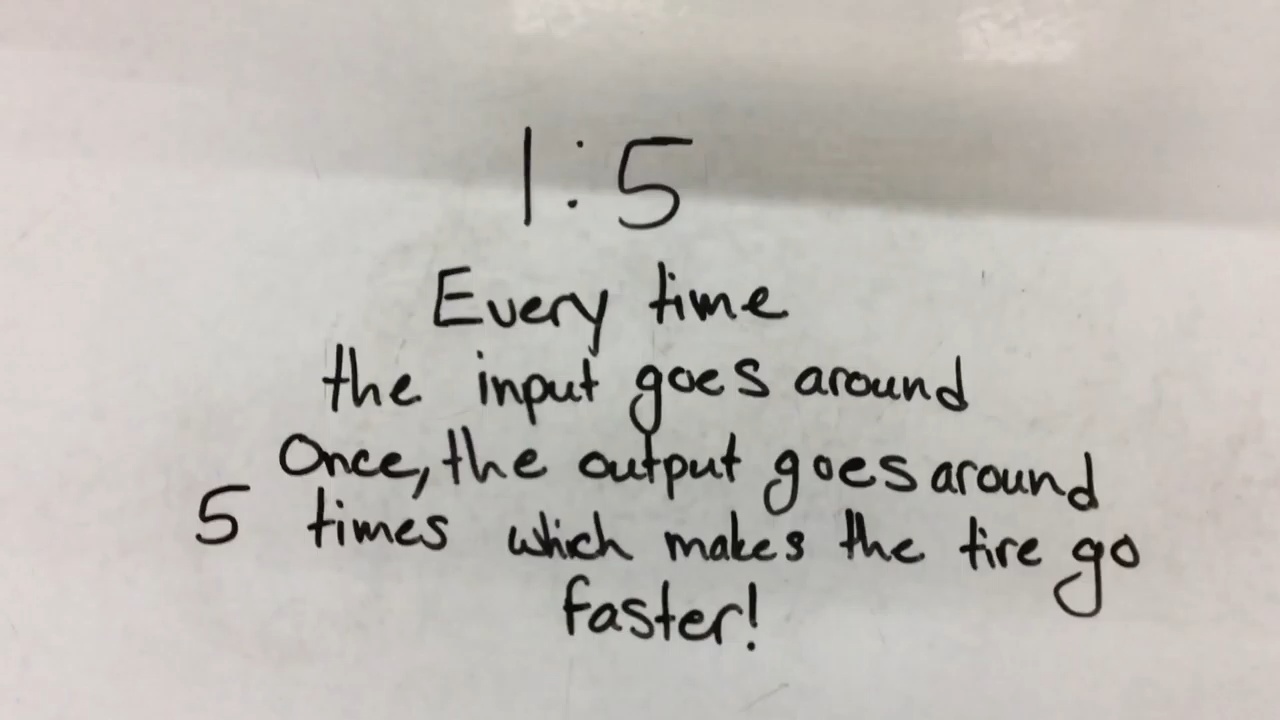 1:5
Every time
the input goes around
Once, the output goes around
5 times which makes the tire go
faster!